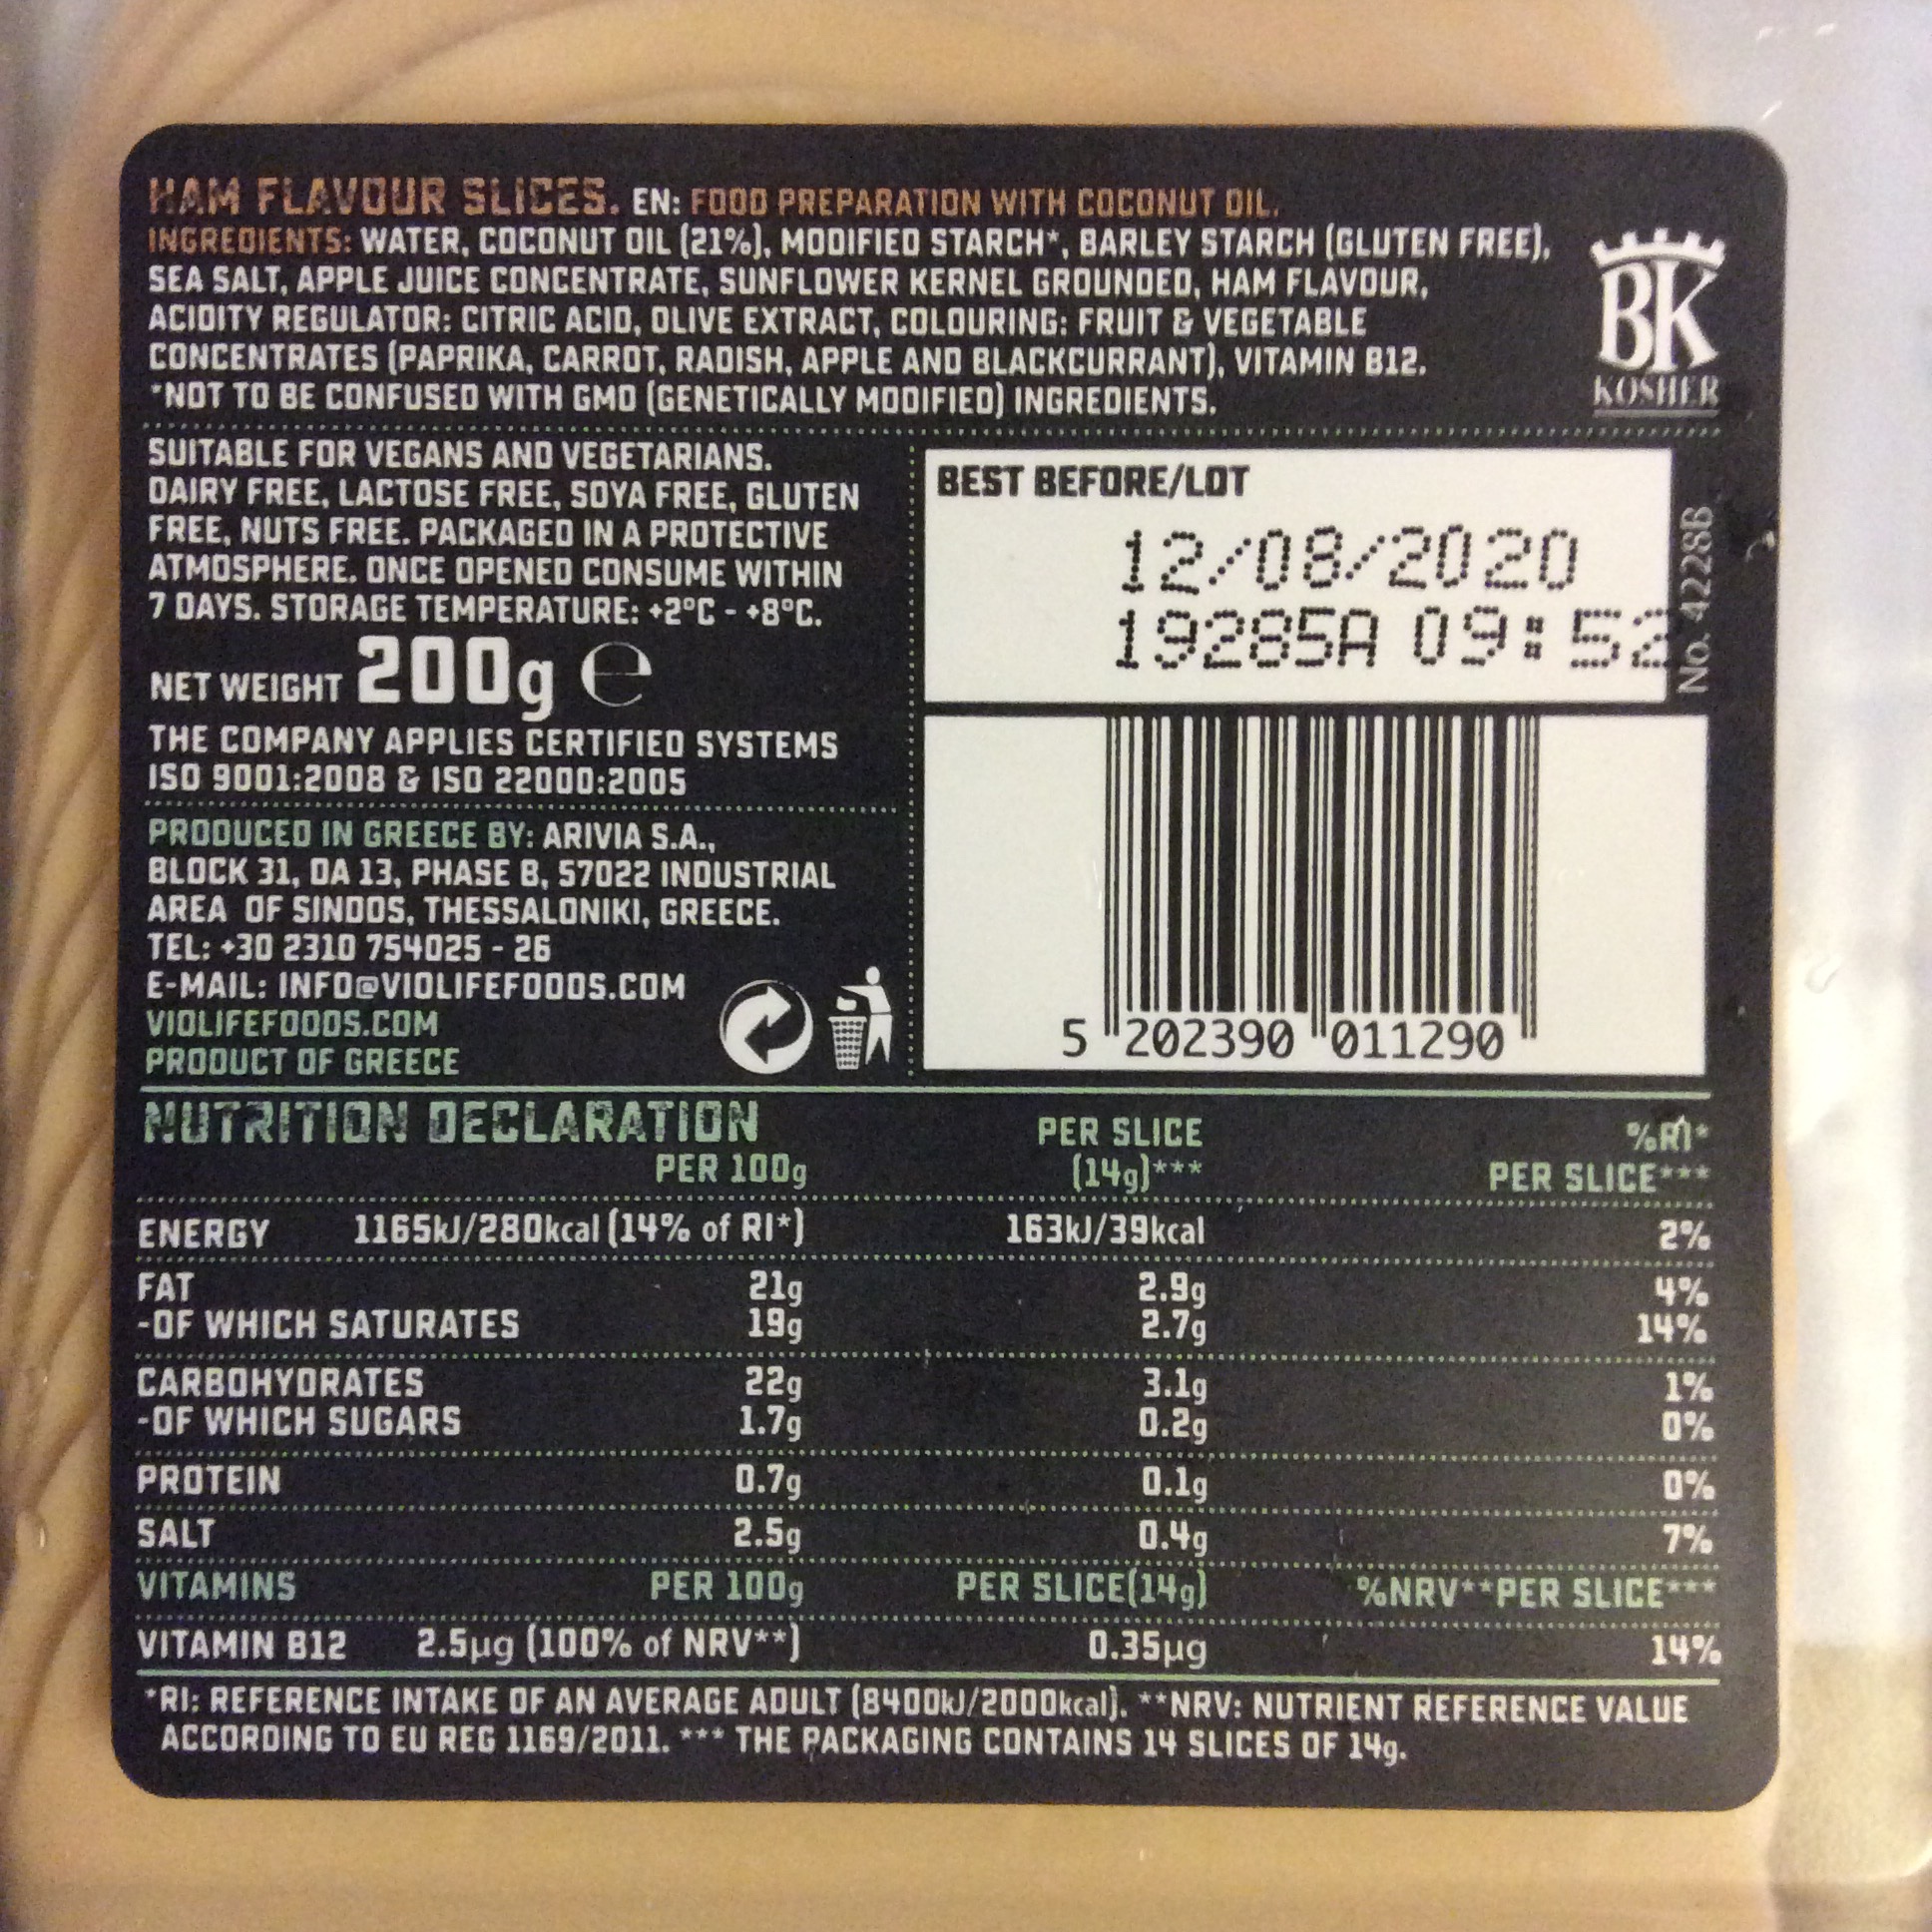 HAM FLAVOUR SLICES. EN: FOOD PREPARATION WITH COCONUT OIL.
INGREDIENTS: WATER, COCONUT OIL (21%), MODIFIED STARCH*, BARLEY STARCH (GLUTEN FREE),
SEA SALT, APPLE JUICE CONCENTRATE, SUNFLOWER KERNEL GROUNDED, HAM FLAVOUR,
ACIDITY REGULATOR: CITRIC ACID, OLIVE EXTRACT, COLOURING: FRUIT & VEGETABLE
CONCENTRATES (PAPRIKA, CARROT, RADISH, APPLE AND BLACKCURRANT), VITAMIN B12.
*NOT TO BE CONFUSED WITH GMO (GENETICALLY MODIFIED) INGREDIENTS.
BK
KOSHER
No. 4228B
SUITABLE FOR VEGANS AND VEGETARIANS.
DAIRY FREE, LACTOSE FREE, SOYA FREE, GLUTEN
FREE, NUTS FREE. PACKAGED IN A PROTECTIVE
ATMOSPHERE. ONCE OPENED CONSUME WITHIN
7 DAYS. STORAGE TEMPERATURE: +2°C - +8°C.
NET WEIGHT 200g e
THE COMPANY APPLIES CERTIFIED SYSTEMS
ISO 9001:2008 & ISO 22000:2005
PRODUCED IN GREECE BY: ARIVIA S.A.,
BLOCK 31, DA 13, PHASE B, 57022 INDUSTRIAL
AREA OF SINDOS, THESSALONIKI, GREECE.
TEL: +30 2310 754025 - 26
E-MAIL: INFO@VIOLIFEFOODS.COM
VIOLIFEFOODS.COM
PRODUCT OF GREECE
BEST BEFORE/LOT
12/08/2020
19285A 09:52
5 202390 011290
NUTRITION DECLARATION
PER 100g PER SLICE (14g)*** %RI* PER SLICE***
ENERGY 1165kJ/280kcal (14% of RI*) 163kJ/39kcal 2%
FAT 21g 2.9g 4%
-OF WHICH SATURATES 19g 2.7g 14%
CARBOHYDRATES 22g 3.1g 1%
-OF WHICH SUGARS 1.7g 0.2g 0%
PROTEIN 0.7g 0.1g 0%
SALT 2.5g 0.4g 7%
VITAMINS PER 100g PER SLICE(14g) %NRV**PER SLICE***
VITAMIN B12 2.5µg (100% of NRV**) 0.35µg 14%
*RI: REFERENCE INTAKE OF AN AVERAGE ADULT (8400kJ/2000kcal). **NRV: NUTRIENT REFERENCE VALUE
ACCORDING TO EU REG 1169/2011. *** THE PACKAGING CONTAINS 14 SLICES OF 14g.